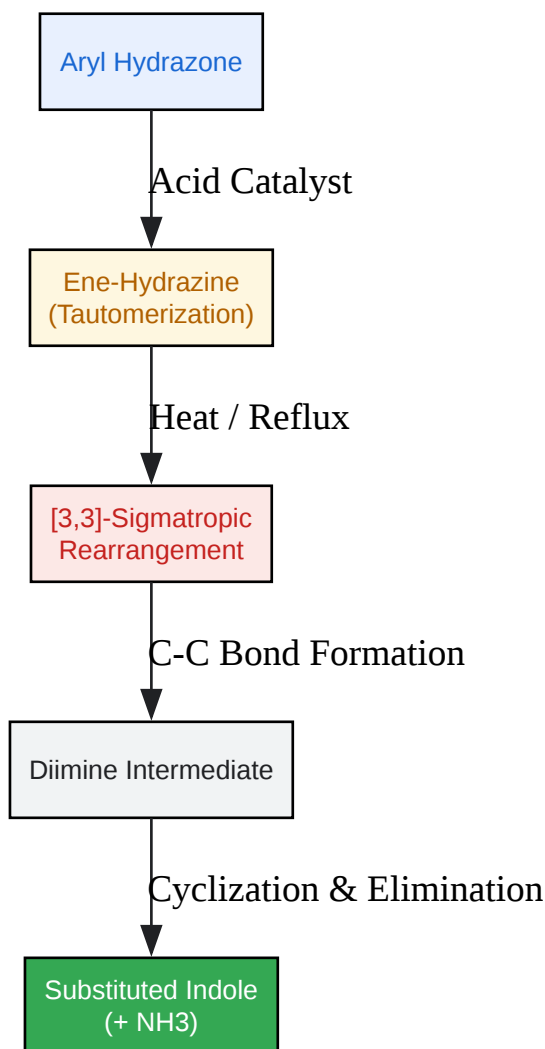 Aryl Hydrazone
Acid Catalyst
Ene-Hydrazine
(Tautomerization)
Heat / Reflux
[3,3]-Sigmatropic
Rearrangement
C-C Bond Formation
Diimine Intermediate
Cyclization & Elimination
Substituted Indole
(+ NH3)